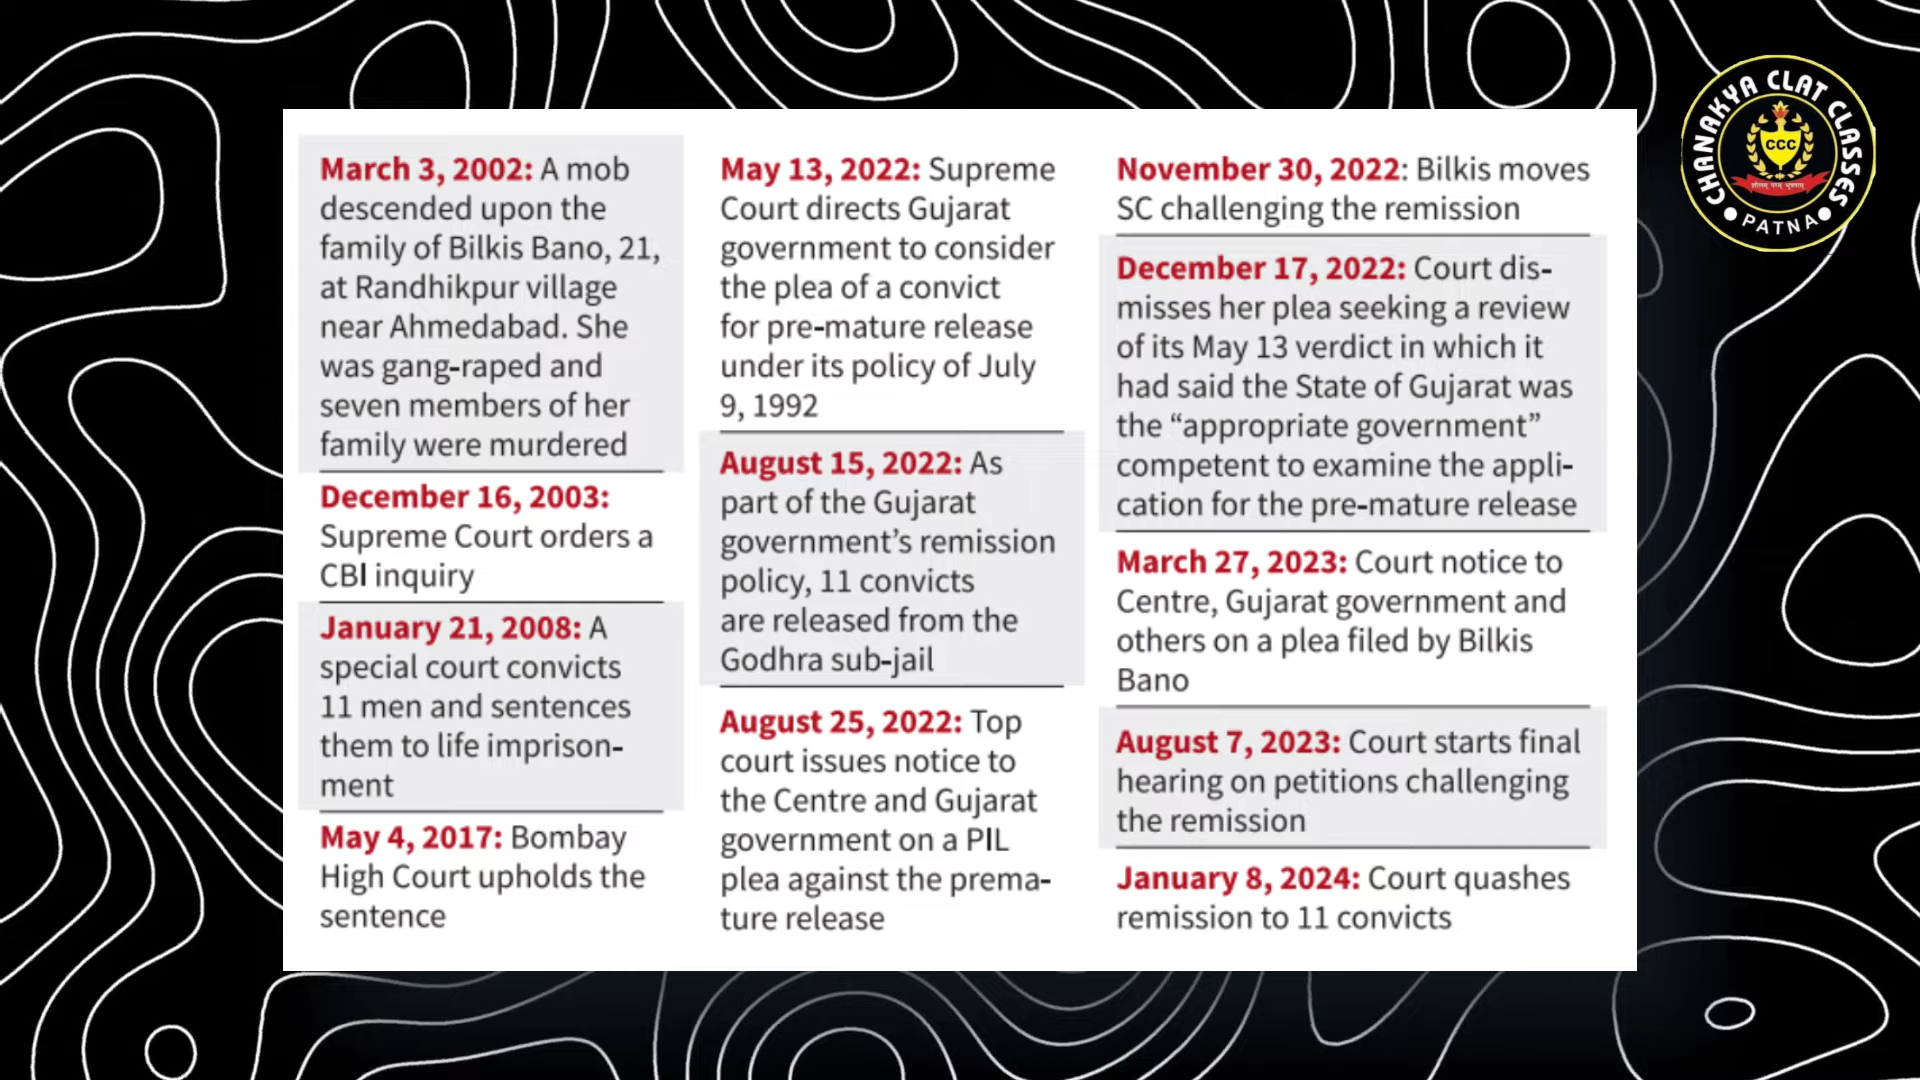 March 3, 2002: A mob
descended upon the
family of Bilkis Bano, 21,
at Randhikpur village
near Ahmedabad. She
was gang-raped and
seven members of her
family were murdered
December 16, 2003:
Supreme Court orders a
CBI inquiry
January 21, 2008: A
special court convicts
11 men and sentences
them to life imprison-
ment
May 4, 2017: Bombay
High Court upholds the
sentence
May 13, 2022: Supreme
Court directs Gujarat
government to consider
the plea of a convict
for pre-mature release
under its policy of July
9, 1992
August 15, 2022: As
part of the Gujarat
government’s remission
policy, 11 convicts
are released from the
Godhra sub-jail
August 25, 2022: Top
court issues notice to
the Centre and Gujarat
government on a PIL
plea against the prema-
ture release
November 30, 2022: Bilkis moves
SC challenging the remission
December 17, 2022: Court dis-
misses her plea seeking a review
of its May 13 verdict in which it
had said the State of Gujarat was
the “appropriate government”
competent to examine the appli-
cation for the pre-mature release
March 27, 2023: Court notice to
Centre, Gujarat government and
others on a plea filed by Bilkis
Bano
August 7, 2023: Court starts final
hearing on petitions challenging
the remission
January 8, 2024: Court quashes
remission to 11 convicts
CHANAKYA CLAT CLASSES
CCC
PATNA